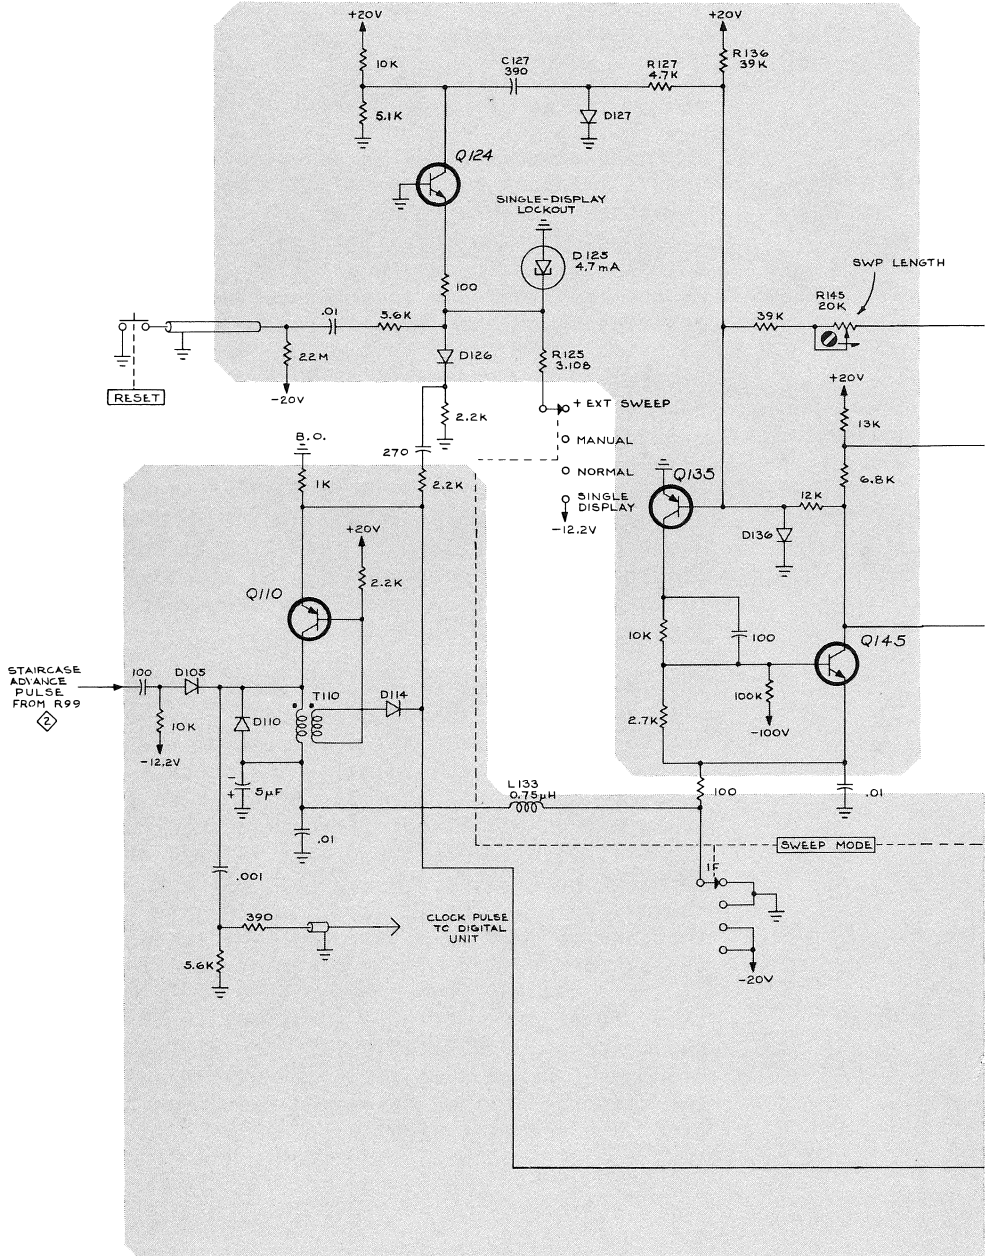 +20V
10K
5.1K
C127
390
R127
4.7K
+20V
R136
39K
D127
Q124
SINGLE-DISPLAY
LOCKOUT
D125
4.7mA
100
.01
5.6K
22M
-20V
RESET
D126
R125
3.108
2.2K
+ EXT SWEEP
MANUAL
NORMAL
SINGLE
DISPLAY
-12.2V
SWP LENGTH
R145
20K
39K
+20V
13K
6.8K
Q135
12K
D136
B.O.
1K
270
2.2K
+20V
2.2K
Q110
10K
100
Q145
100K
-100V
2.7K
STAIRCASE
ADVANCE
PULSE
FROM R99
2
100
D105
10K
-12.2V
D110
T110
D114
-
+
5µF
.01
L133
0.75µH
100
.01
SWEEP MODE
1F
.001
390
CLOCK PULSE
TO DIGITAL
UNIT
5.6K
-20V